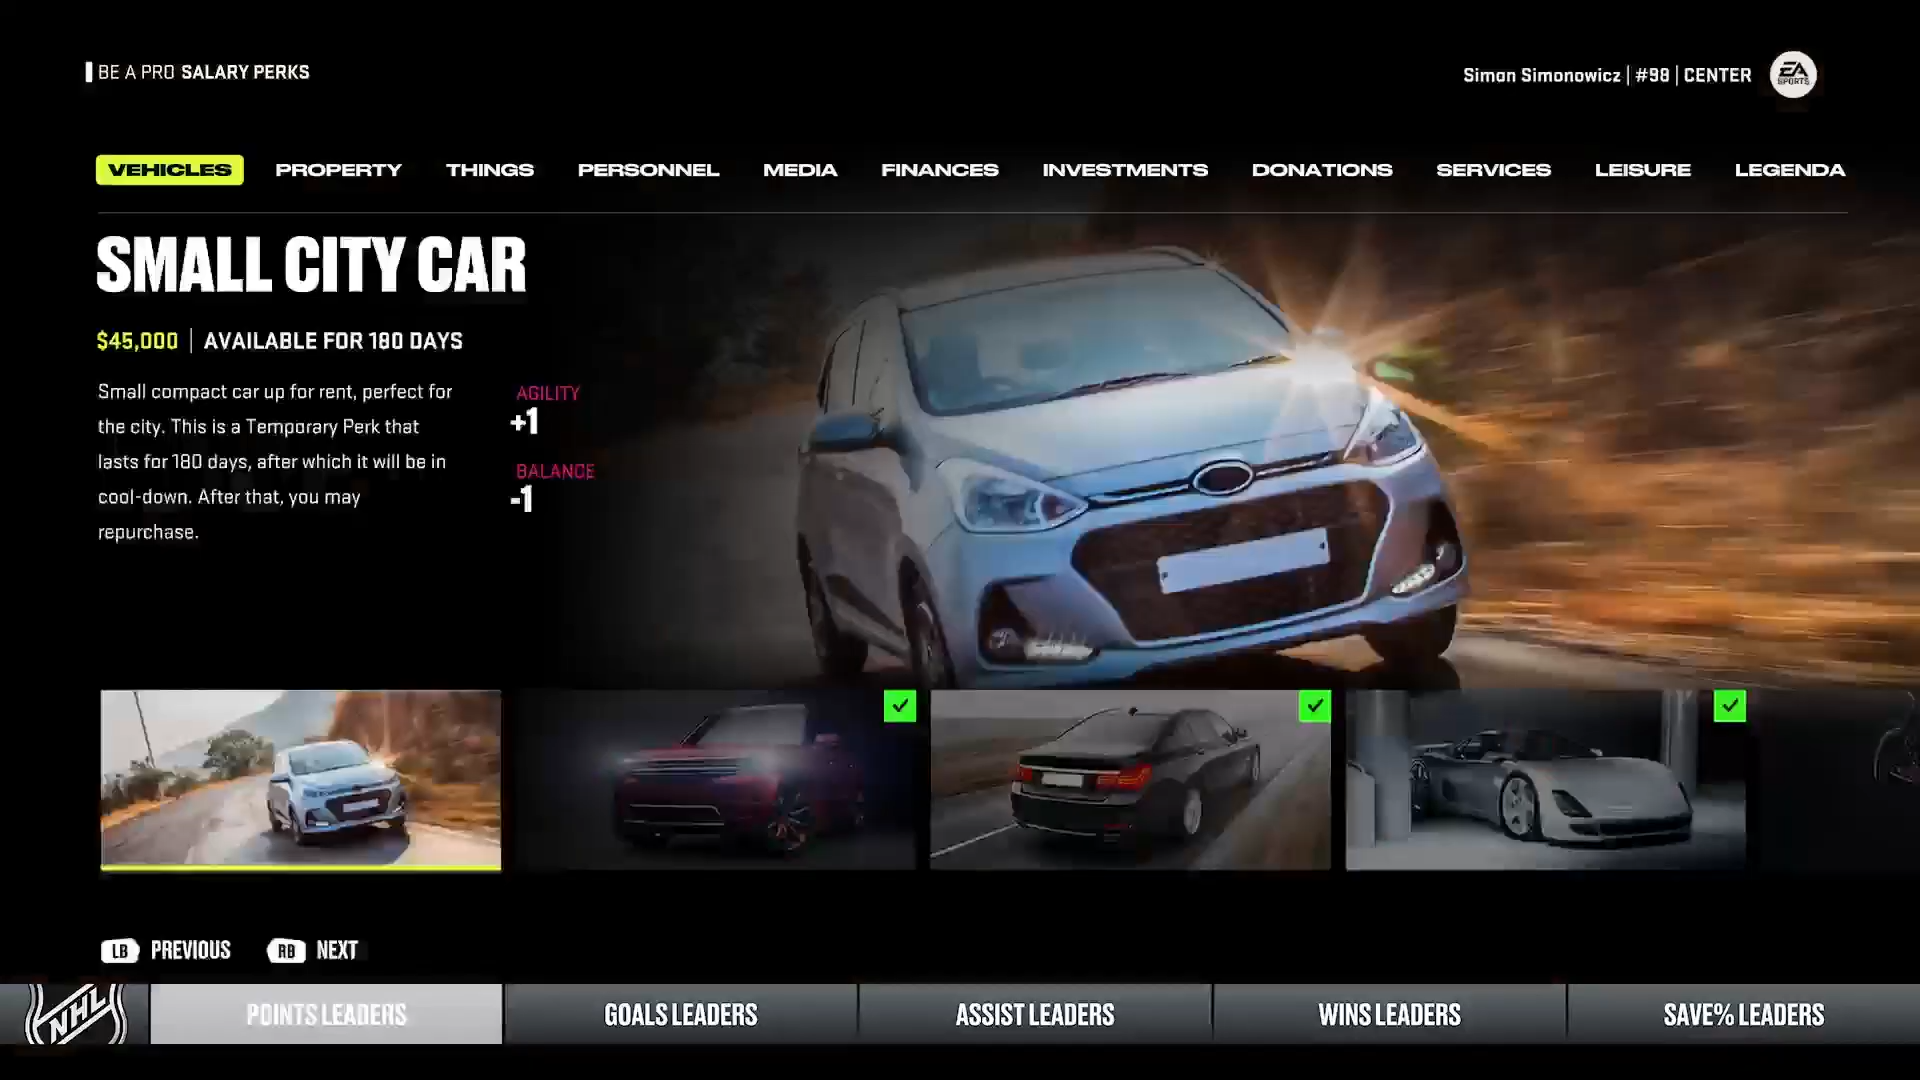 BE A PRO SALARY PERKS
Siman Simonowicz | #98 | CENTER
EA SPORTS
VEHICLES PROPERTY THINGS PERSONNEL MEDIA FINANCES INVESTMENTS DONATIONS SERVICES LEISURE LEGENDA
SMALL CITY CAR
$45,000 | AVAILABLE FOR 180 DAYS
Small compact car up for rent, perfect for
the city. This is a Temporary Perk that
lasts for 180 days, after which it will be in
cool-down. After that, you may
repurchase.
AGILITY
+1
BALANCE
-1
LB PREVIOUS RB NEXT
NHL POINTS LEADERS GOALS LEADERS ASSIST LEADERS WINS LEADERS SAVE% LEADERS